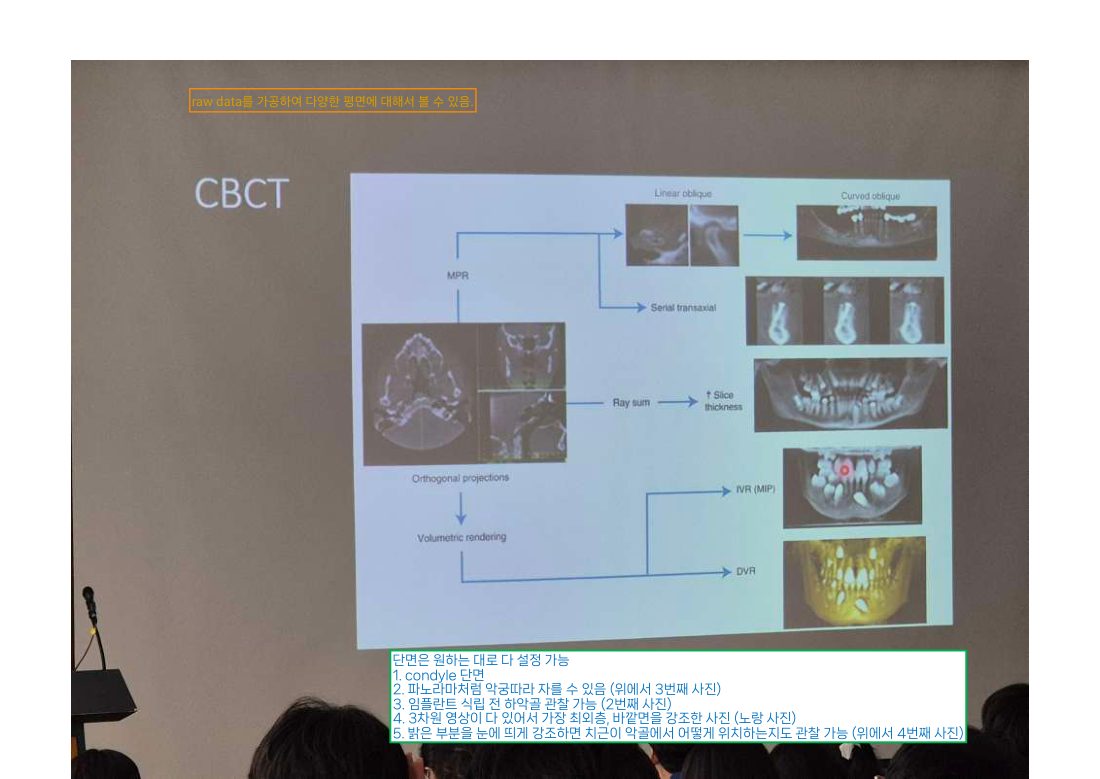 raw data를 가공하여 다양한 평면에 대해서 볼 수 있음.
CBCT
Linear oblique
Curved oblique
MPR
Serial transaxial
Ray sum
↑ Slice
thickness
Orthogonal projections
IVR (MIP)
Volumetric rendering
DVR
단면은 원하는 대로 다 설정 가능
1. condyle 단면
2. 파노라마처럼 악궁따라 자를 수 있음 (위에서 3번째 사진)
3. 임플란트 식립 전 하악골 관찰 가능 (2번째 사진)
4. 3차원 영상이 다 있어서 가장 최외층, 바깥면을 강조한 사진 (노랑 사진)
5. 밝은 부분을 눈에 띄게 강조하면 치근이 악골에서 어떻게 위치하는지도 관찰 가능 (위에서 4번째 사진)